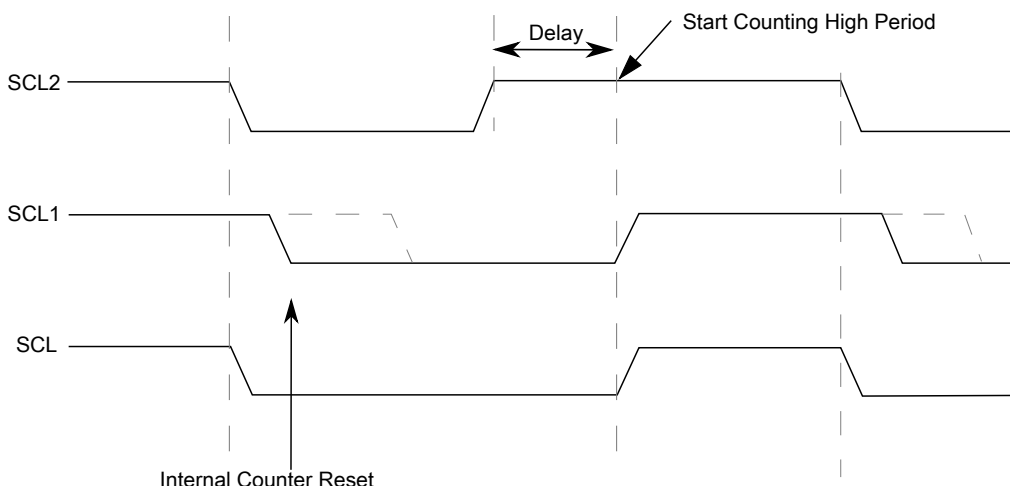 Start Counting High Period
Delay
SCL2
SCL1
SCL
Internal Counter Reset